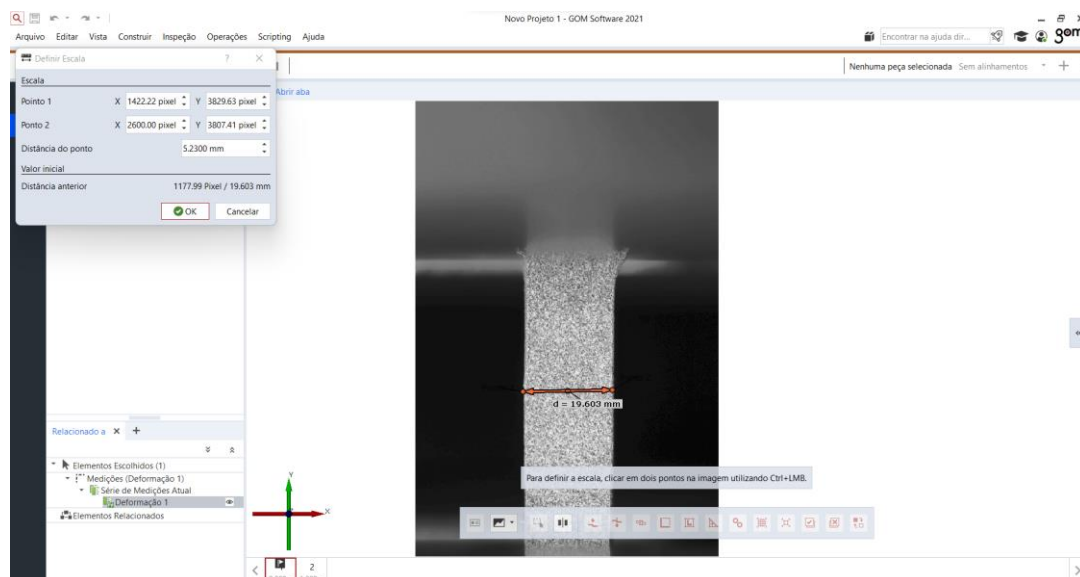 Novo Projeto 1 - GOM Software 2021
Arquivo Editar Vista Construir Inspeção Operações Scripting Ajuda
Encontrar na ajuda dir...
gom
Definir Escala ? X
Nenhuma peça selecionada Sem alinhamentos
Escala
Abrir aba
Pointo 1 X 1422.22 pixel Y 3829.63 pixel
Ponto 2 X 2600.00 pixel Y 3807.41 pixel
Distância do ponto 5.2300 mm
Valor inicial
Distância anterior 1177.99 Pixel / 19.603 mm
OK Cancelar
d = 19.603 mm
Relacionado a
Elementos Escolhidos (1)
Medições (Deformação 1)
Série de Medições Atual
Deformação 1
Elementos Relacionados
Para definir a escala, clicar em dois pontos na imagem utilizando Ctrl+LMB.
Y
X
2